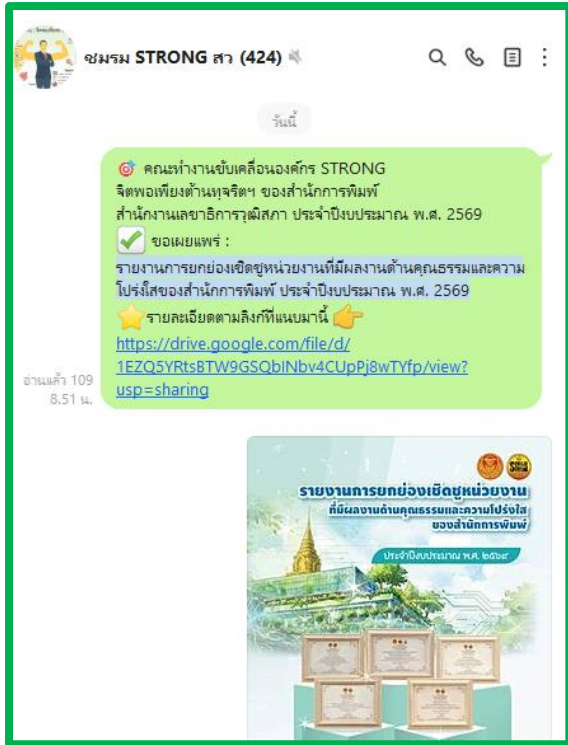 ชมรม STRONG สว (424)
วันนี้
🎯 คณะทำงานขับเคลื่อนองค์กร STRONG
จิตพอเพียงต้านทุจริตฯ ของสำนักการพิมพ์
สำนักงานเลขาธิการวุฒิสภา ประจำปีงบประมาณ พ.ศ. 2569
✅ ขอเผยแพร่ :
รายงานการยกย่องเชิดชูหน่วยงานที่มีผลงานด้านคุณธรรมและความ
โปร่งใสของสำนักการพิมพ์ ประจำปีงบประมาณ พ.ศ. 2569
⭐รายละเอียดตามลิงก์ที่แนบมานี้ 👉
https://drive.google.com/file/d/
1EZQ5YRtsBTW9GSQbINbv4CUpPj8wTYfp/view?
usp=sharing
อ่านแล้ว 109
8.51 น.
รายงานการยกย่องเชิดชูหน่วยงาน
ที่มีผลงานด้านคุณธรรมและความโปร่งใส
ของสำนักการพิมพ์
ประจำปีงบประมาณ พ.ศ. ๒๕๖๙